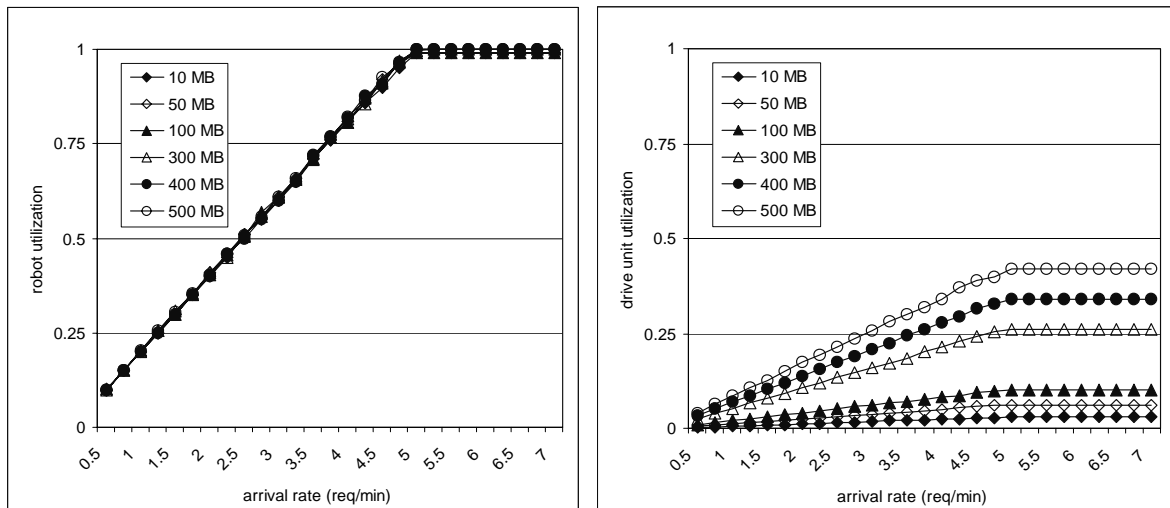 1
0.75
0.5
0.25
0
robot utilization
10 MB
50 MB
100 MB
300 MB
400 MB
500 MB
0.5
1
1.5
2
2.5
3
3.5
4
4.5
5
5.5
6
6.5
7
arrival rate (req/min)
1
0.75
0.5
0.25
0
drive unit utilization
10 MB
50 MB
100 MB
300 MB
400 MB
500 MB
0.5
1
1.5
2
2.5
3
3.5
4
4.5
5
5.5
6
6.5
7
arrival rate (req/min)